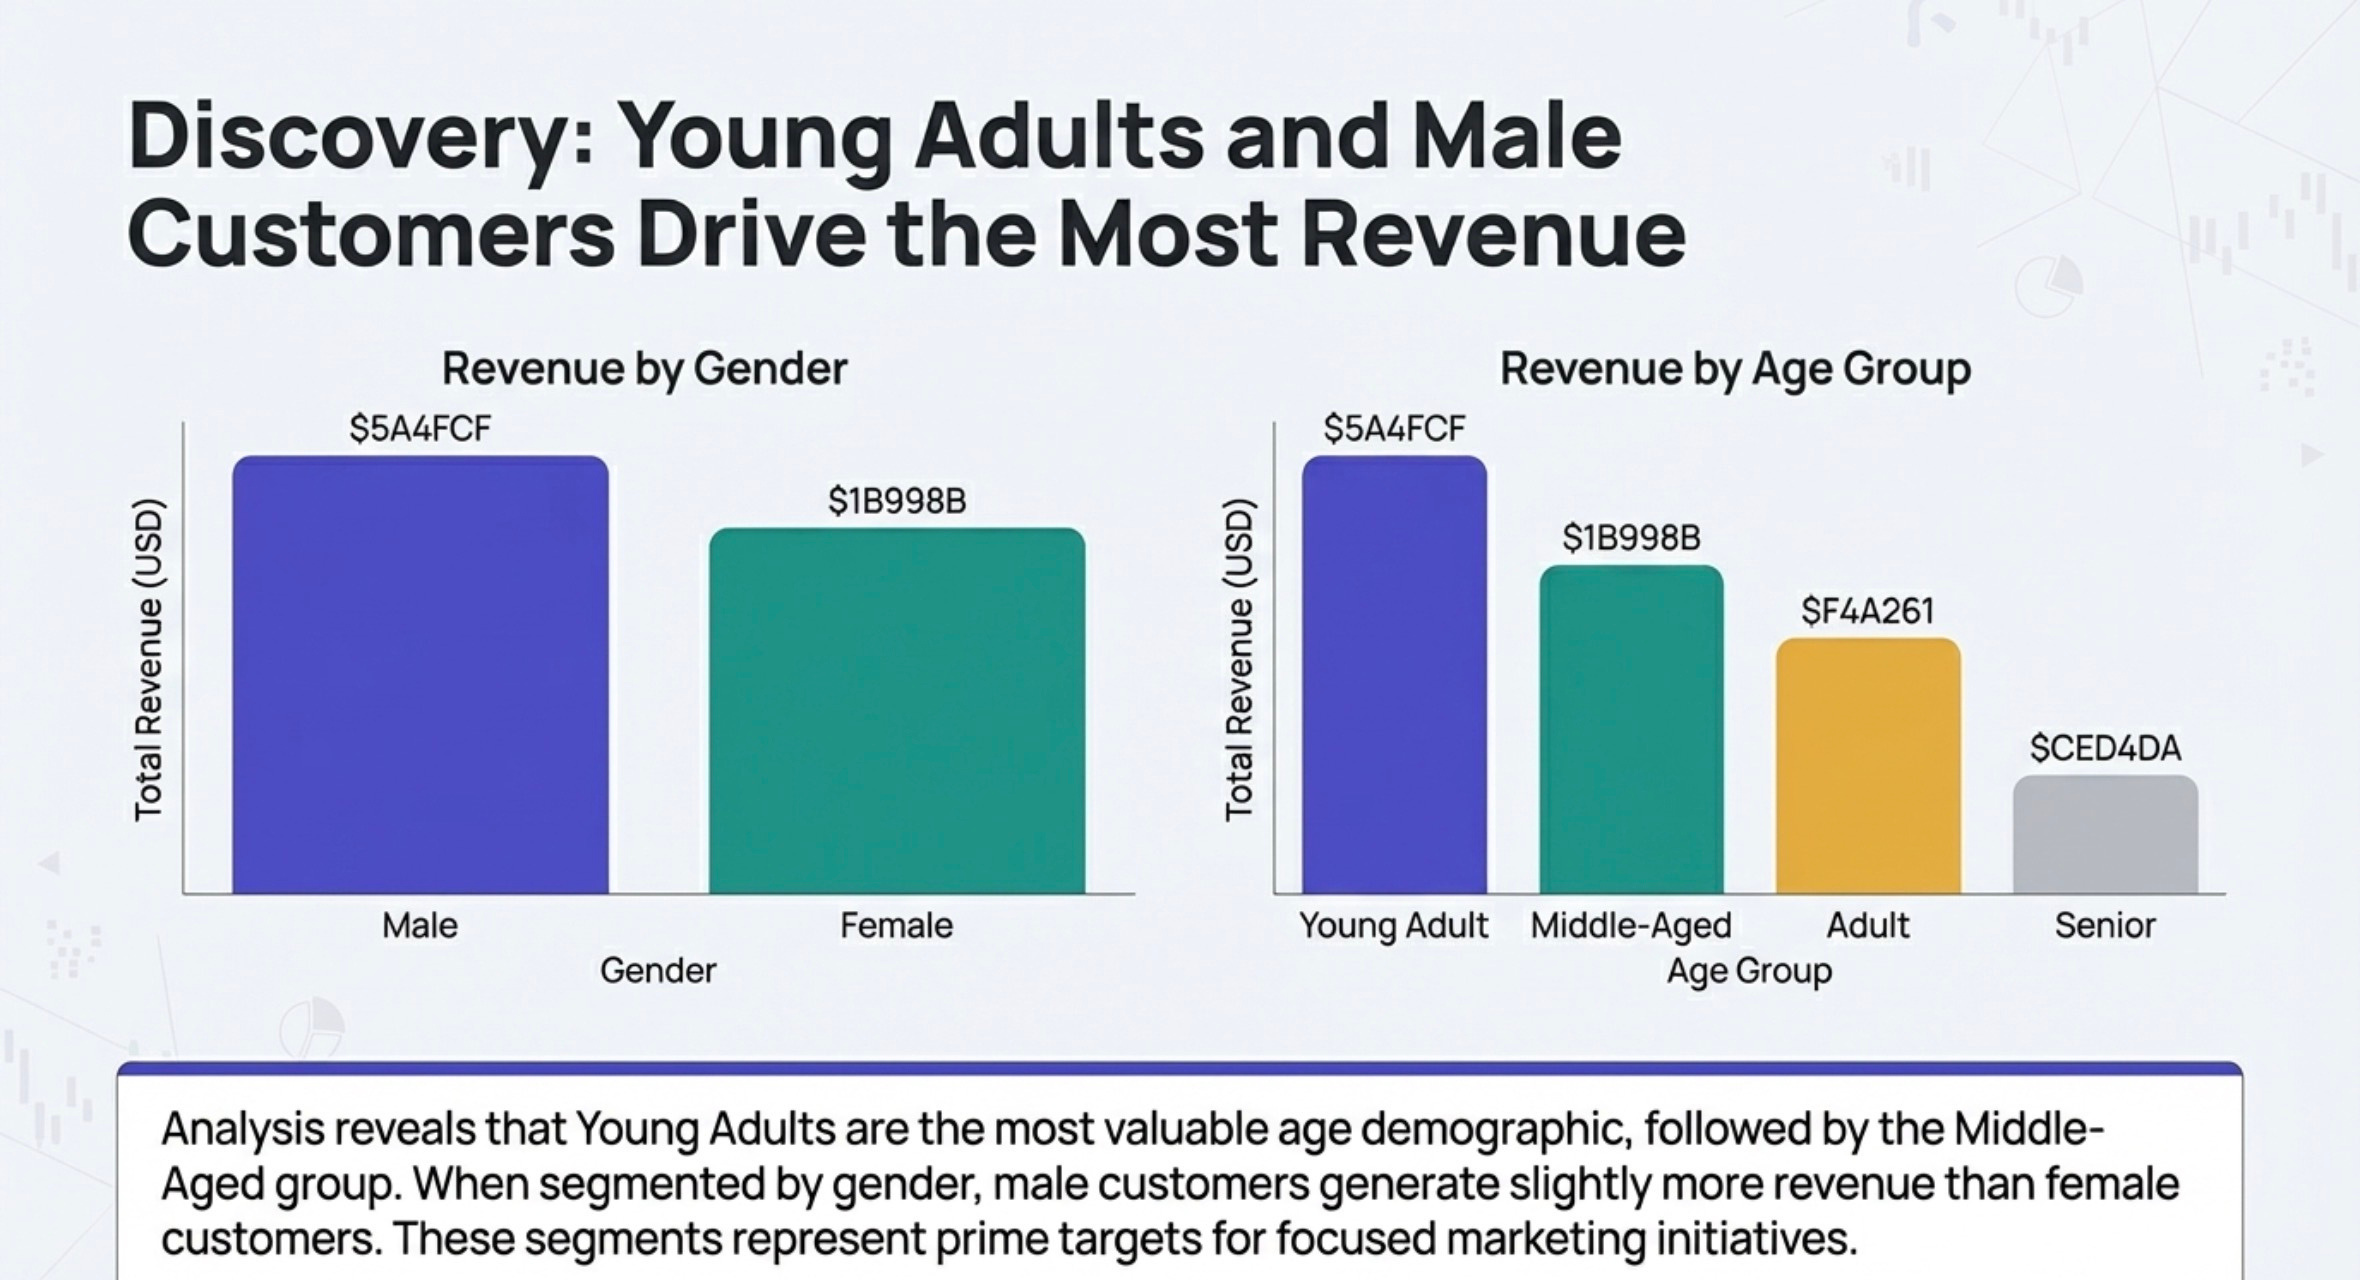 Discovery: Young Adults and Male
Customers Drive the Most Revenue
Revenue by Gender
$5A4FCF
$1B998B
Total Revenue (USD)
Male
Female
Gender
Revenue by Age Group
$5A4FCF
$1B998B
$F4A261
$CED4DA
Total Revenue (USD)
Young Adult
Middle-Aged
Adult
Senior
Age Group
Analysis reveals that Young Adults are the most valuable age demographic, followed by the Middle-
Aged group. When segmented by gender, male customers generate slightly more revenue than female
customers. These segments represent prime targets for focused marketing initiatives.